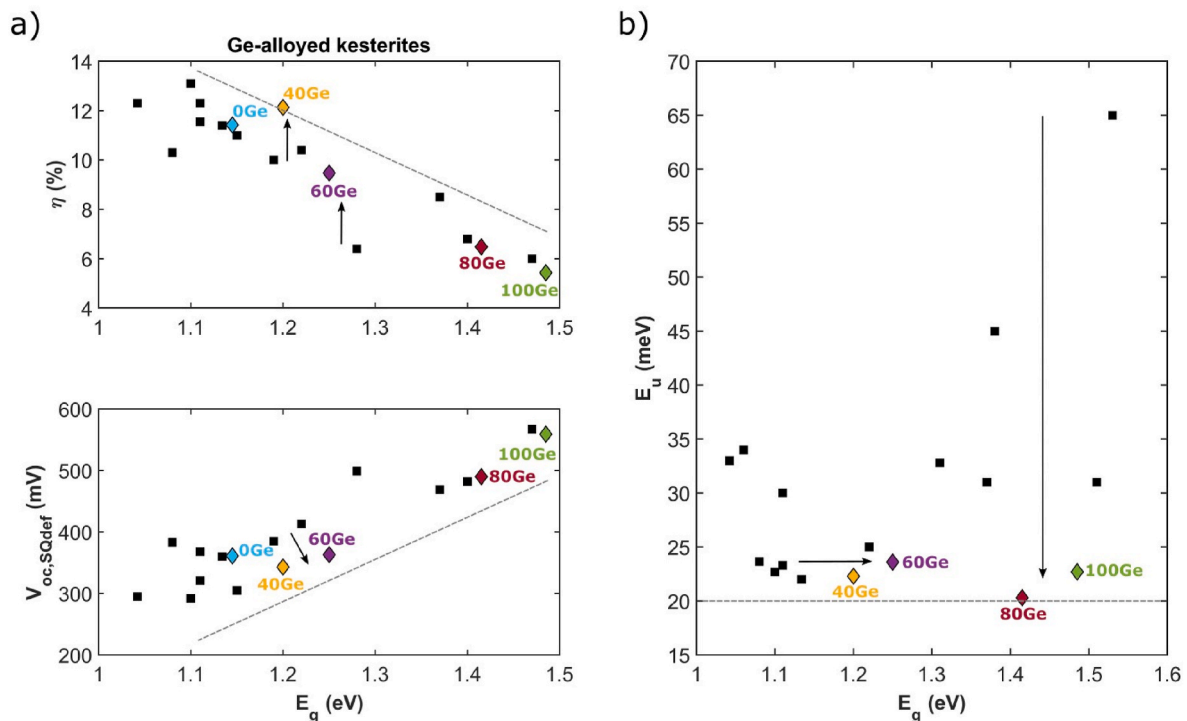 a)
Ge-alloyed kesterites
14
12
10
8
6
4
η (%)
0Ge
40Ge
60Ge
80Ge
100Ge
1 1.1 1.2 1.3 1.4 1.5
600
500
400
300
200
Voc,SQdef (mV)
0Ge
40Ge
60Ge
80Ge
100Ge
1 1.1 1.2 1.3 1.4 1.5
Eg (eV)
b)
70
65
60
55
50
45
40
35
30
25
20
15
Eu (meV)
40Ge
60Ge
80Ge
100Ge
1 1.1 1.2 1.3 1.4 1.5 1.6
Eg (eV)